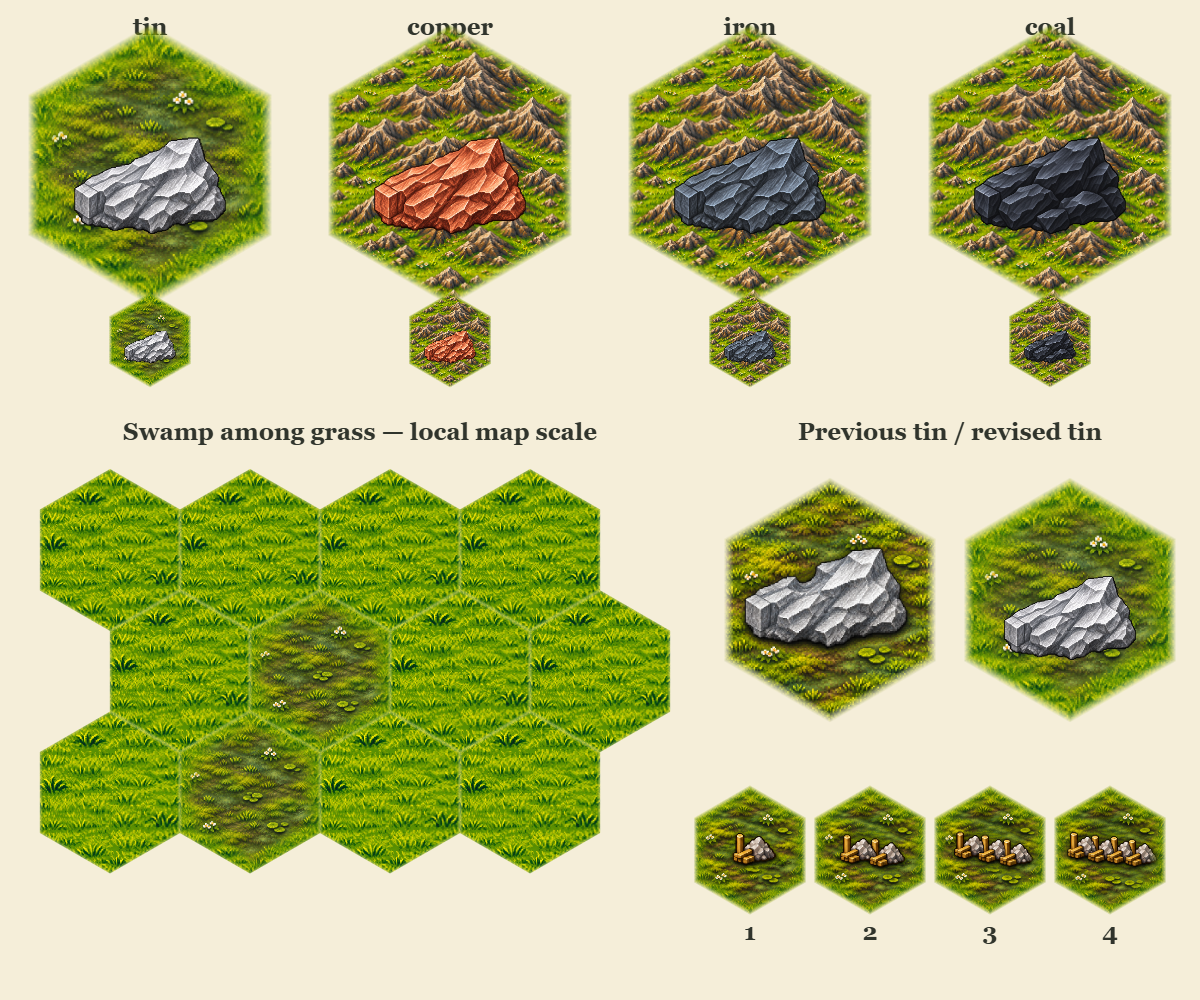 tin
copper
iron
coal
Swamp among grass — local map scale
Previous tin / revised tin
1
2
3
4